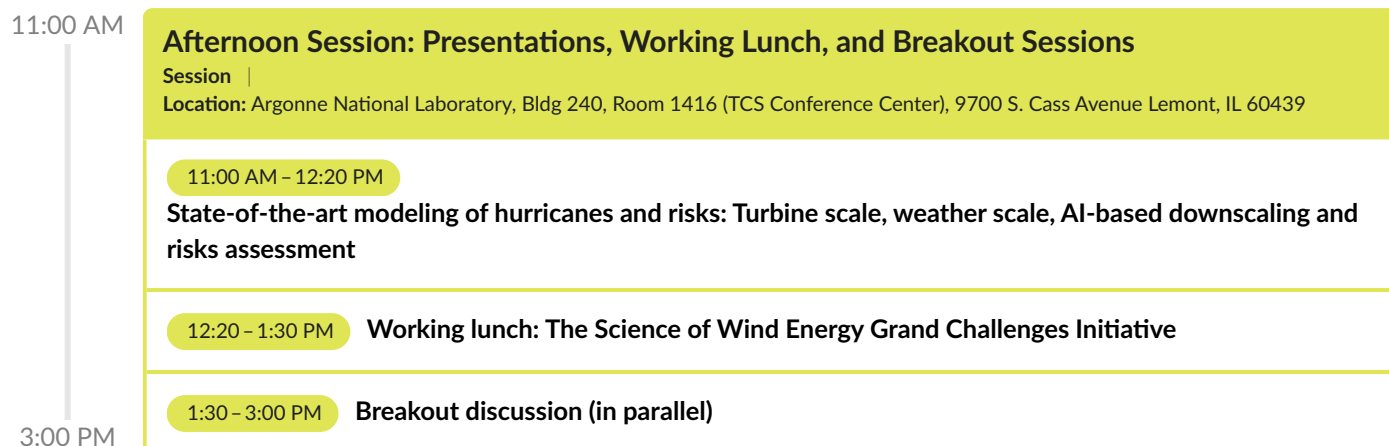 11:00 AM
Afternoon Session: Presentations, Working Lunch, and Breakout Sessions
Session |
Location: Argonne National Laboratory, Bldg 240, Room 1416 (TCS Conference Center), 9700 S. Cass Avenue Lemont, IL 60439
11:00 AM – 12:20 PM
State-of-the-art modeling of hurricanes and risks: Turbine scale, weather scale, AI-based downscaling and
risks assessment
12:20 – 1:30 PM Working lunch: The Science of Wind Energy Grand Challenges Initiative
1:30 – 3:00 PM Breakout discussion (in parallel)
3:00 PM